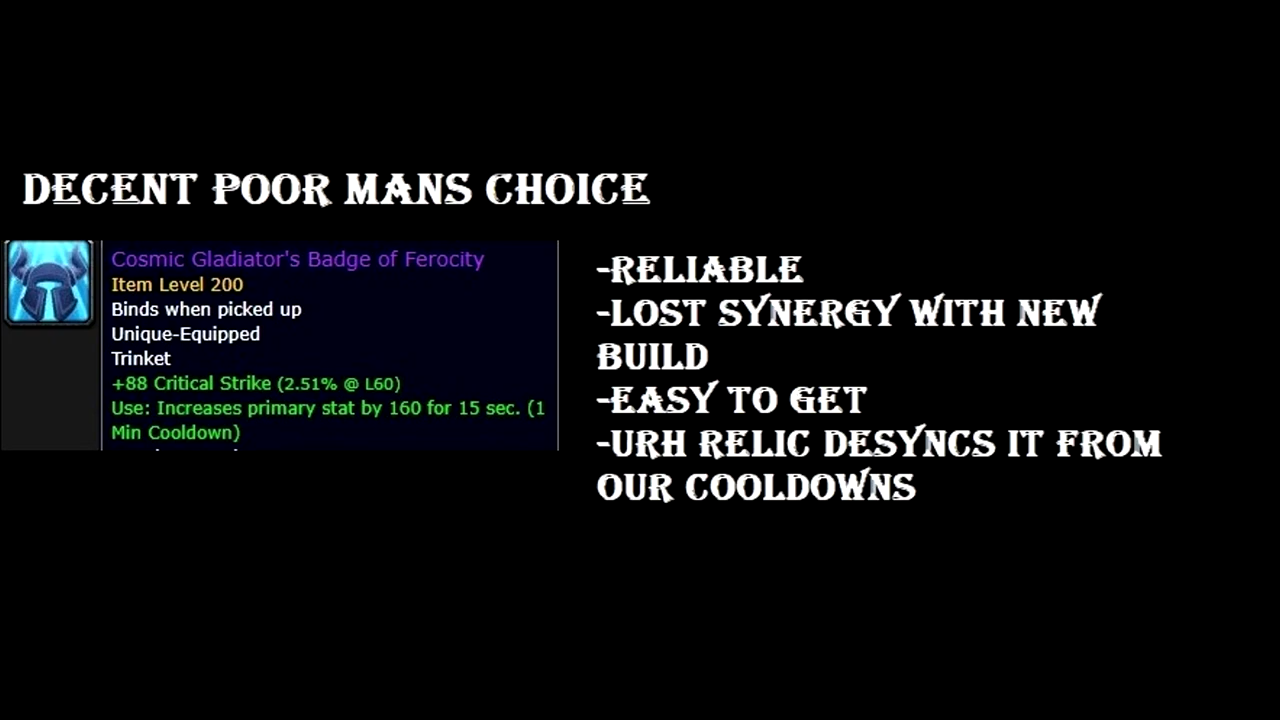 DECENT POOR MANS CHOICE
Cosmic Gladiator's Badge of Ferocity
Item Level 200
Binds when picked up
Unique-Equipped
Trinket
+88 Critical Strike (2.51% @ L60)
Use: Increases primary stat by 160 for 15 sec. (1
Min Cooldown)
-RELIABLE
-LOST SYNERGY WITH NEW
BUILD
-EASY TO GET
-URH RELIC DESYNCS IT FROM
OUR COOLDOWNS